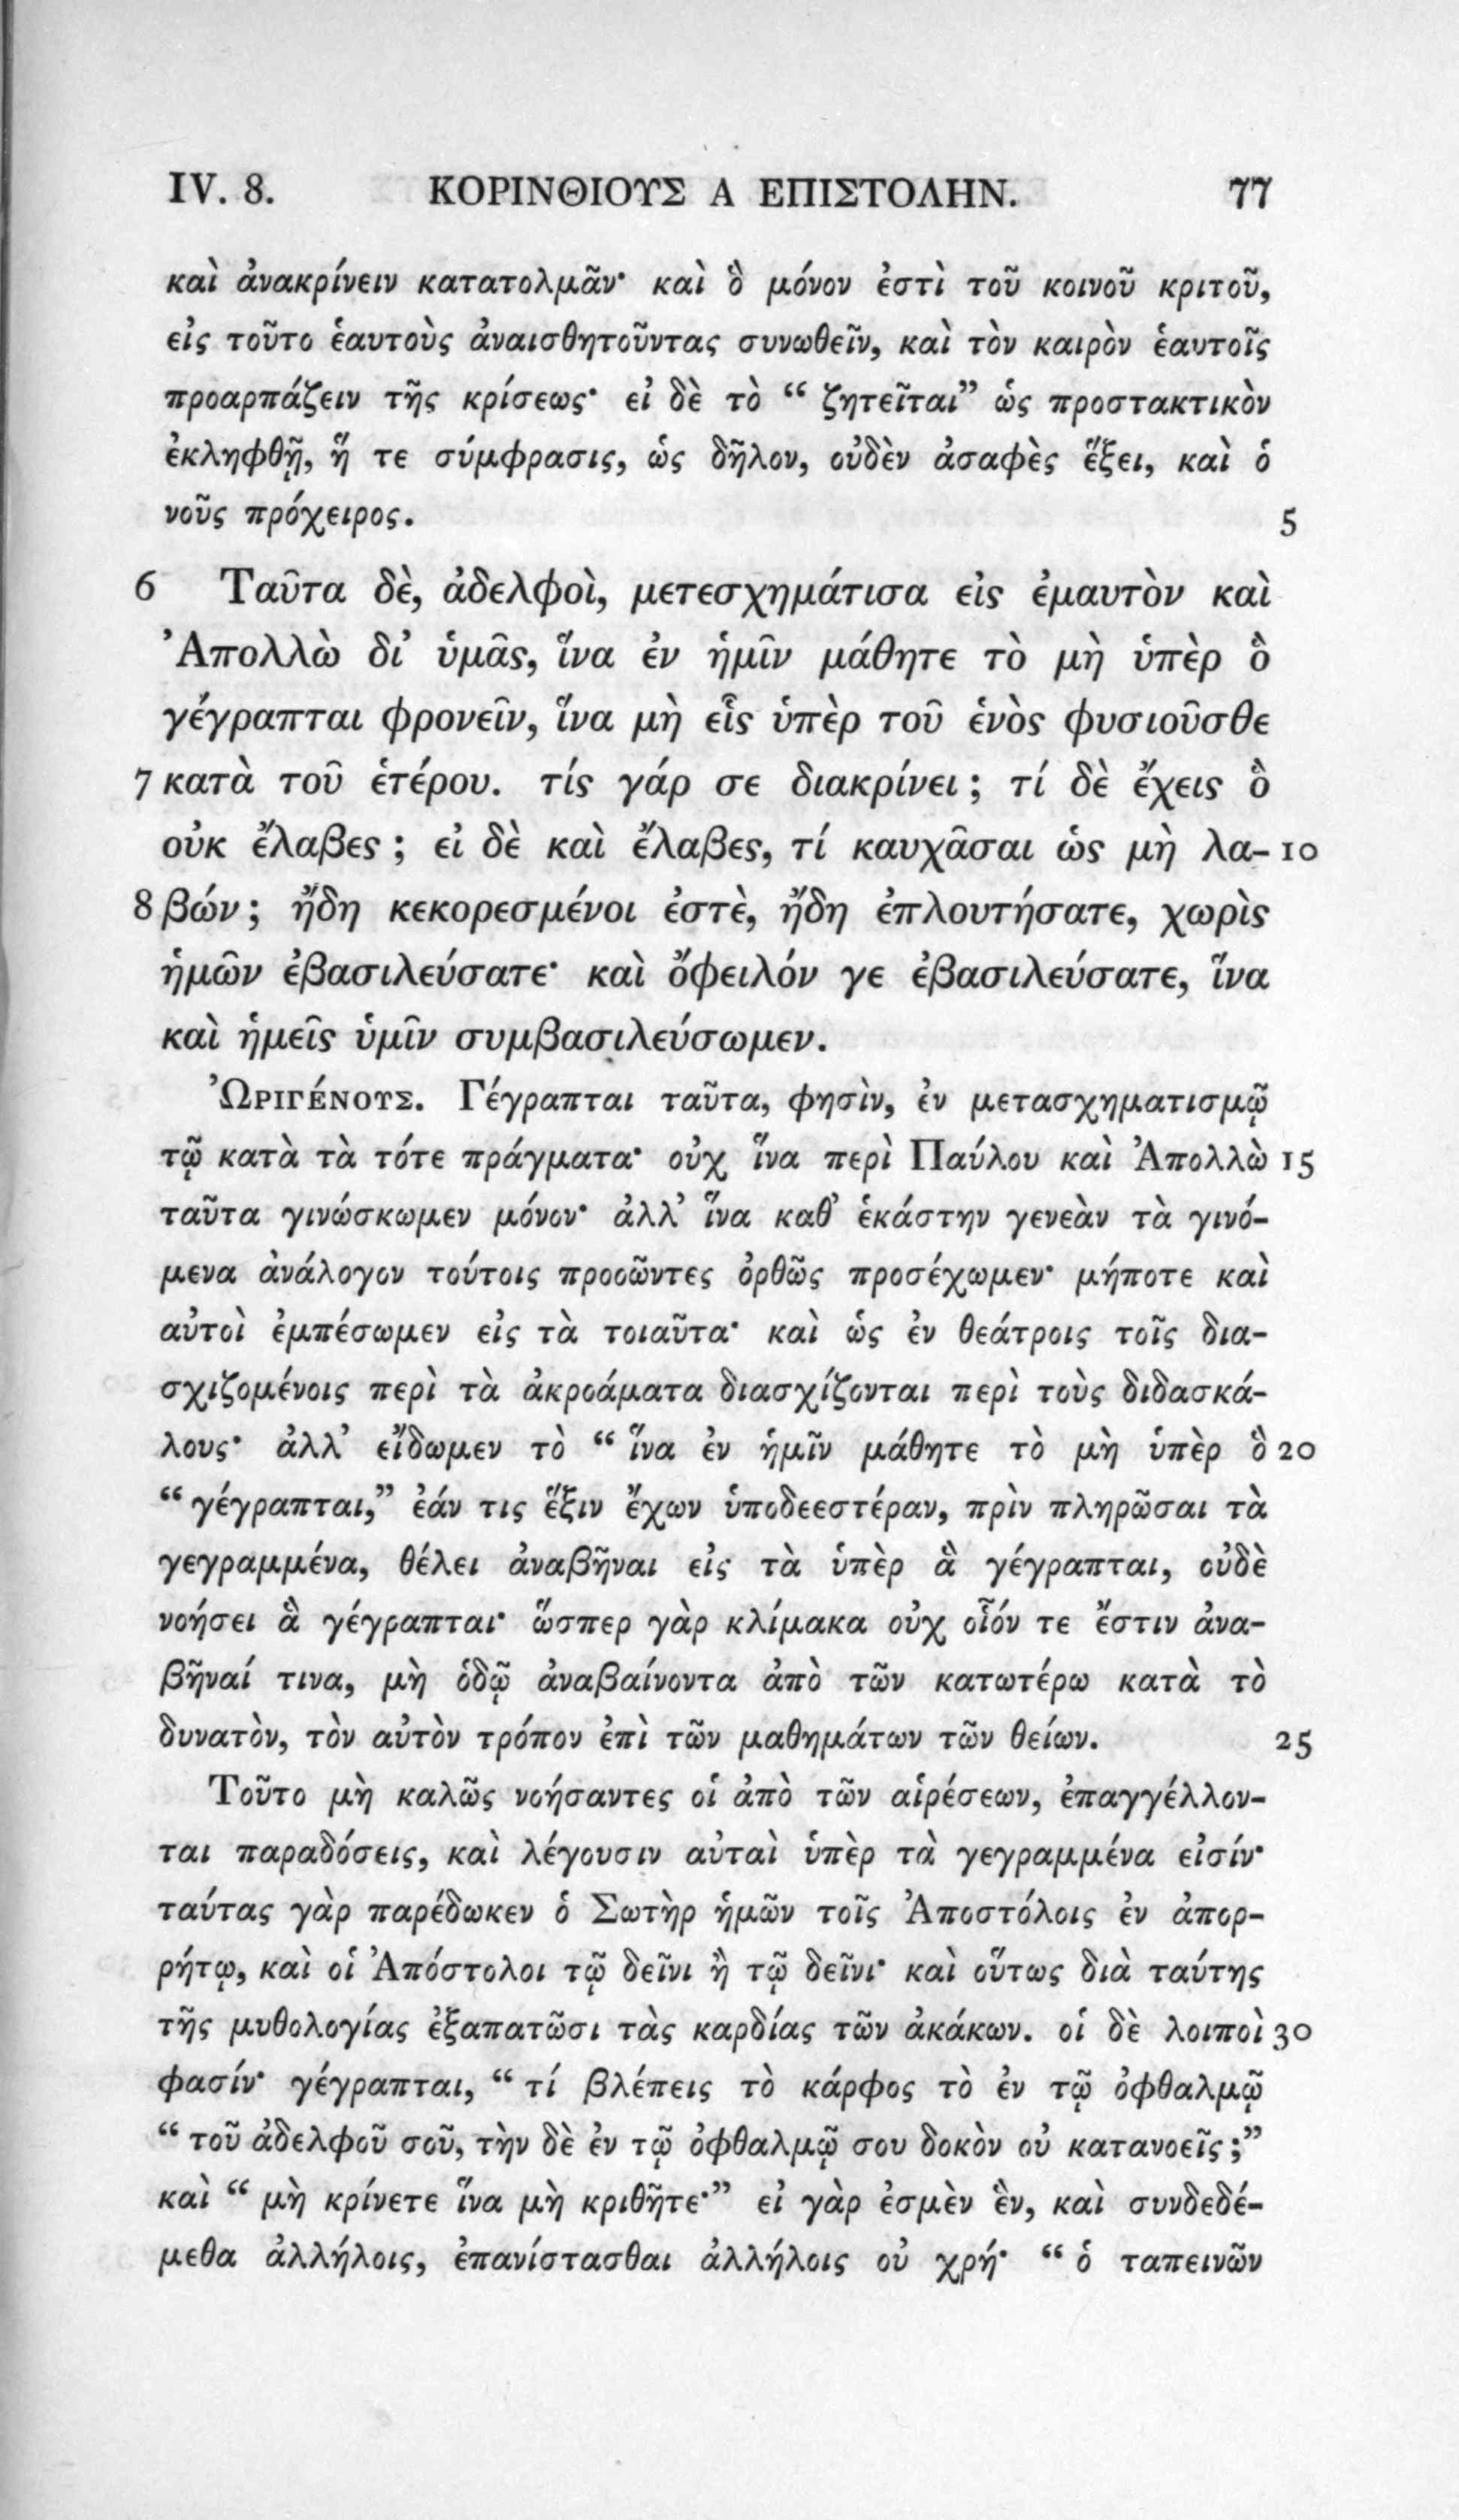 IV. 8. ΚΟΡΙΝΘΙΟΥΣ Α ΕΠΙΣΤΟΛΗΝ. 77
καὶ ἀνακρίνειν κατατολμᾶν· καὶ ὃ μόνον ἐστὶ τοῦ κοινοῦ κριτοῦ,
εἰς τοῦτο ἑαυτοὺς ἀναισθητοῦντας συνωθεῖν, καὶ τὸν καιρὸν ἑαυτοῖς
προαρπάζειν τῆς κρίσεως· εἰ δὲ τὸ “ ζητεῖται” ὡς προστακτικὸν
ἐκληφθῇ, ἥ τε σύμφρασις, ὡς δῆλον, οὐδὲν ἀσαφὲς ἕξει, καὶ ὁ
νοῦς πρόχειρος. 5
6 Ταῦτα δὲ, ἀδελφοὶ, μετεσχημάτισα εἰς ἐμαυτὸν καὶ
Ἀπολλὼ δι’ ὑμᾶς, ἵνα ἐν ἡμῖν μάθητε τὸ μὴ ὑπὲρ ὃ
γέγραπται φρονεῖν, ἵνα μὴ εἷς ὑπὲρ τοῦ ἑνὸς φυσιοῦσθε
7 κατὰ τοῦ ἑτέρου. τίς γάρ σε διακρίνει ; τί δὲ ἔχεις ὃ
οὐκ ἔλαβες ; εἰ δὲ καὶ ἔλαβες, τί καυχᾶσαι ὡς μὴ λα- 10
8 βών ; ἤδη κεκορεσμένοι ἐστὲ, ἤδη ἐπλουτήσατε, χωρὶς
ἡμῶν ἐβασιλεύσατε· καὶ ὄφειλόν γε ἐβασιλεύσατε, ἵνα
καὶ ἡμεῖς ὑμῖν συμβασιλεύσωμεν.
Ὠριγένους. Γέγραπται ταῦτα, φησὶν, ἐν μετασχηματισμῷ
τῷ κατὰ τὰ τότε πράγματα· οὐχ ἵνα περὶ Παύλου καὶ Ἀπολλὼ 15
ταῦτα γινώσκωμεν μόνον· ἀλλ’ ἵνα καθ’ ἑκάστην γενεὰν τὰ γινό-
μενα ἀνάλογον τούτοις προοῶντες ὀρθῶς προσέχωμεν· μήποτε καὶ
αὐτοὶ ἐμπέσωμεν εἰς τὰ τοιαῦτα· καὶ ὡς ἐν θεάτροις τοῖς δια-
σχιζομένοις περὶ τὰ ἀκροάματα διασχίζονται περὶ τοὺς διδασκά-
λους· ἀλλ’ εἴδωμεν τὸ “ ἵνα ἐν ἡμῖν μάθητε τὸ μὴ ὑπὲρ ὃ 20
“ γέγραπται,” ἐάν τις ἕξιν ἔχων ὑποδεεστέραν, πρὶν πληρῶσαι τὰ
γεγραμμένα, θέλει ἀναβῆναι εἰς τὰ ὑπὲρ ἃ γέγραπται, οὐδὲ
νοήσει ἃ γέγραπται· ὥσπερ γὰρ κλίμακα οὐχ οἷόν τε ἔστιν ἀνα-
βῆναί τινα, μὴ ὁδῷ ἀναβαίνοντα ἀπὸ τῶν κατωτέρω κατὰ τὸ
δυνατὸν, τὸν αὐτὸν τρόπον ἐπὶ τῶν μαθημάτων τῶν θείων. 25
Τοῦτο μὴ καλῶς νοήσαντες οἱ ἀπὸ τῶν αἱρέσεων, ἐπαγγέλλον-
ται παραδόσεις, καὶ λέγουσιν αὐταὶ ὑπὲρ τὰ γεγραμμένα εἰσίν·
ταύτας γὰρ παρέδωκεν ὁ Σωτὴρ ἡμῶν τοῖς Ἀποστόλοις ἐν ἀπορ-
ρήτῳ, καὶ οἱ Ἀπόστολοι τῷ δεῖνι ἢ τῷ δεῖνι· καὶ οὕτως διὰ ταύτης
τῆς μυθολογίας ἐξαπατῶσι τὰς καρδίας τῶν ἀκάκων. οἱ δὲ λοιποὶ 30
φασίν· γέγραπται, “ τί βλέπεις τὸ κάρφος τὸ ἐν τῷ ὀφθαλμῷ
“ τοῦ ἀδελφοῦ σοῦ, τὴν δὲ ἐν τῷ ὀφθαλμῷ σου δοκὸν οὐ κατανοεῖς ;”
καὶ “ μὴ κρίνετε ἵνα μὴ κριθῆτε·” εἰ γὰρ ἐσμὲν ἓν, καὶ συνδεδέ-
μεθα ἀλλήλοις, ἐπανίστασθαι ἀλλήλοις οὐ χρή· “ ὁ ταπεινῶν